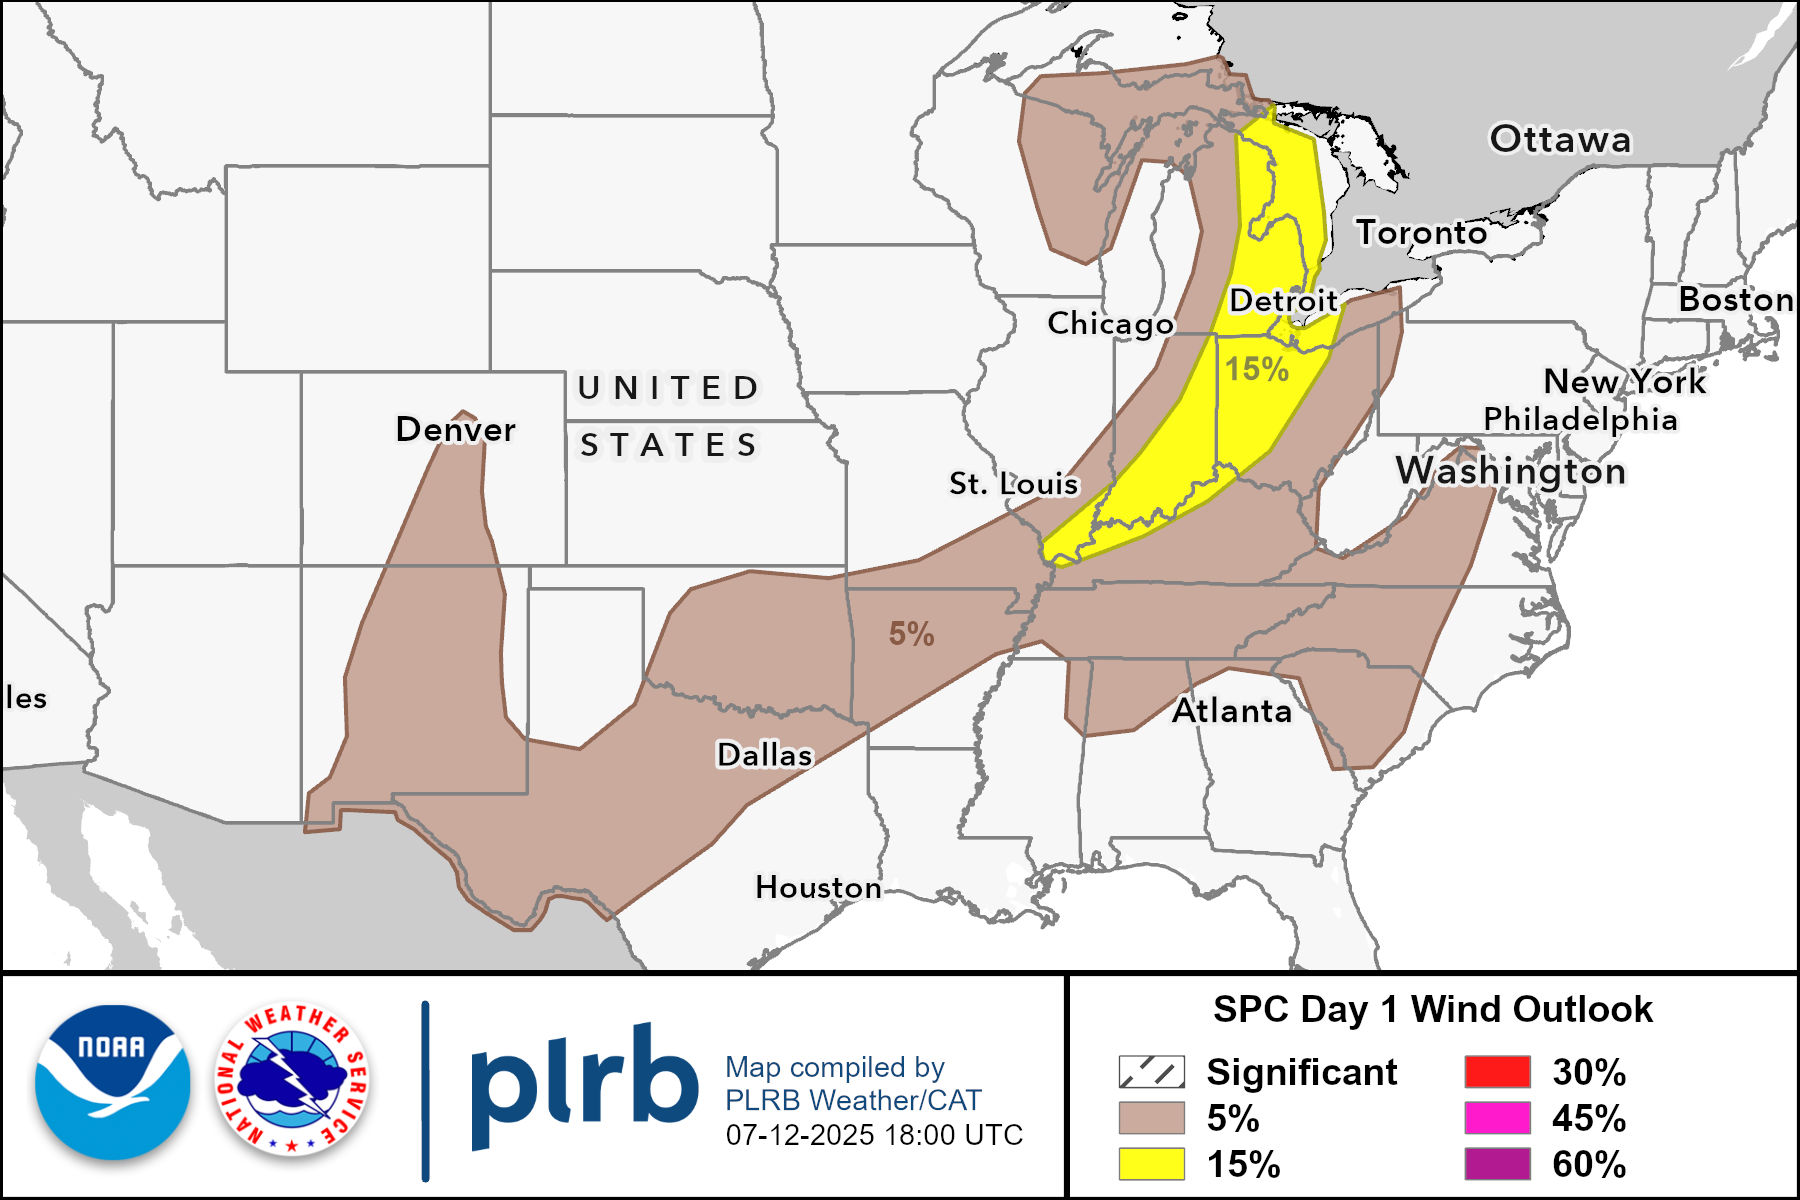 Ottawa
Toronto
Boston
Detroit
Chicago
15%
UNITED
STATES
New York
Philadelphia
Denver
Washington
St. Louis
5%
les
Atlanta
Dallas
Houston
NOAA
NATIONAL WEATHER SERVICE
plrb
Map compiled by
PLRB Weather/CAT
07-12-2025 18:00 UTC
SPC Day 1 Wind Outlook
Significant
5%
15%
30%
45%
60%